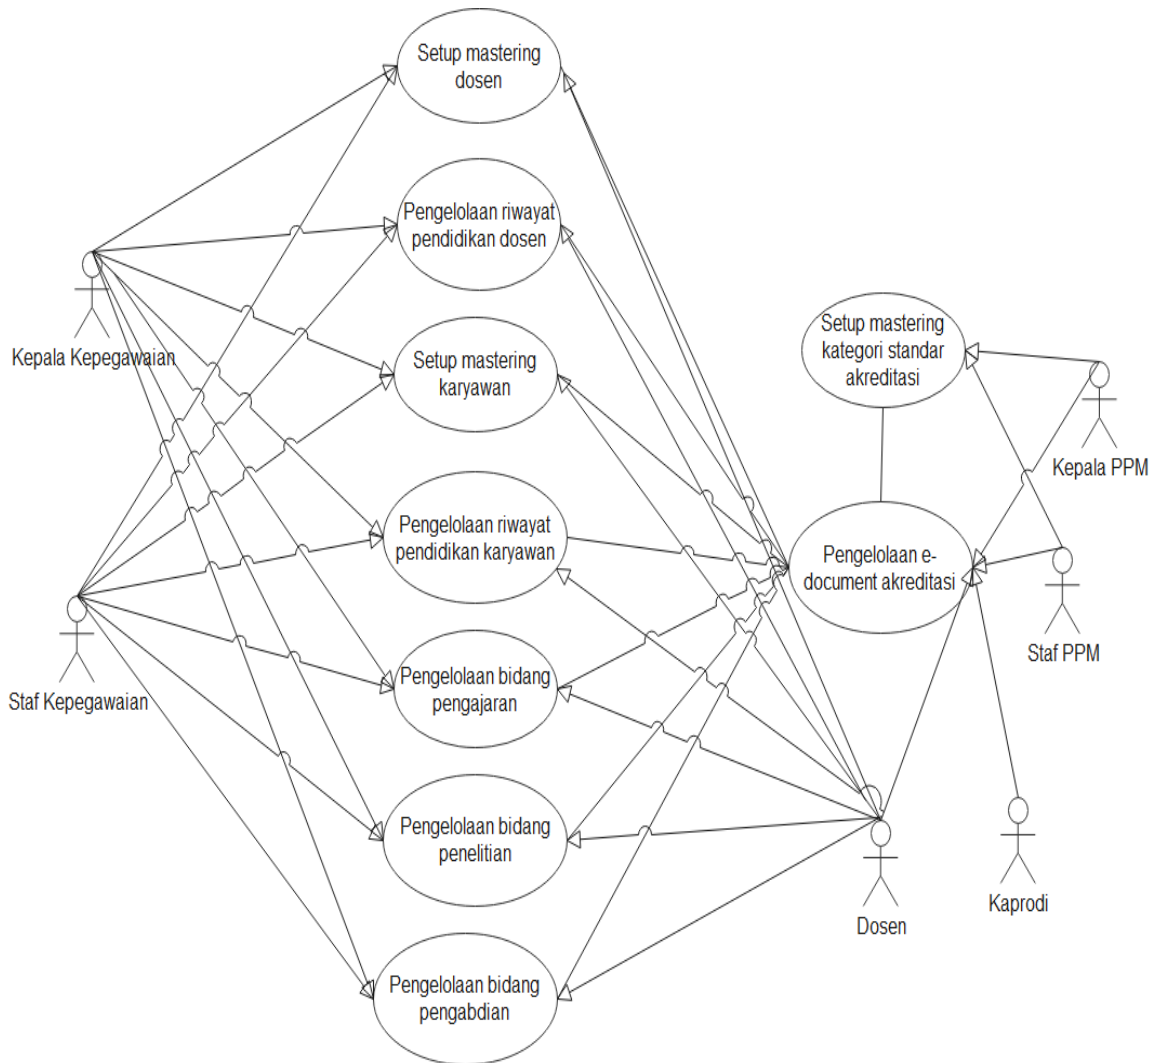 Setup mastering
dosen
Pengelolaan riwayat
pendidikan dosen
Kepala Kepegawaian
Setup mastering
karyawan
Setup mastering
kategori standar
akreditasi
Kepala PPM
Pengelolaan riwayat
pendidikan karyawan
Pengelolaan e-
document akreditasi
Staf PPM
Staf Kepegawaian
Pengelolaan bidang
pengajaran
Pengelolaan bidang
penelitian
Dosen
Kaprodi
Pengelolaan bidang
pengabdian